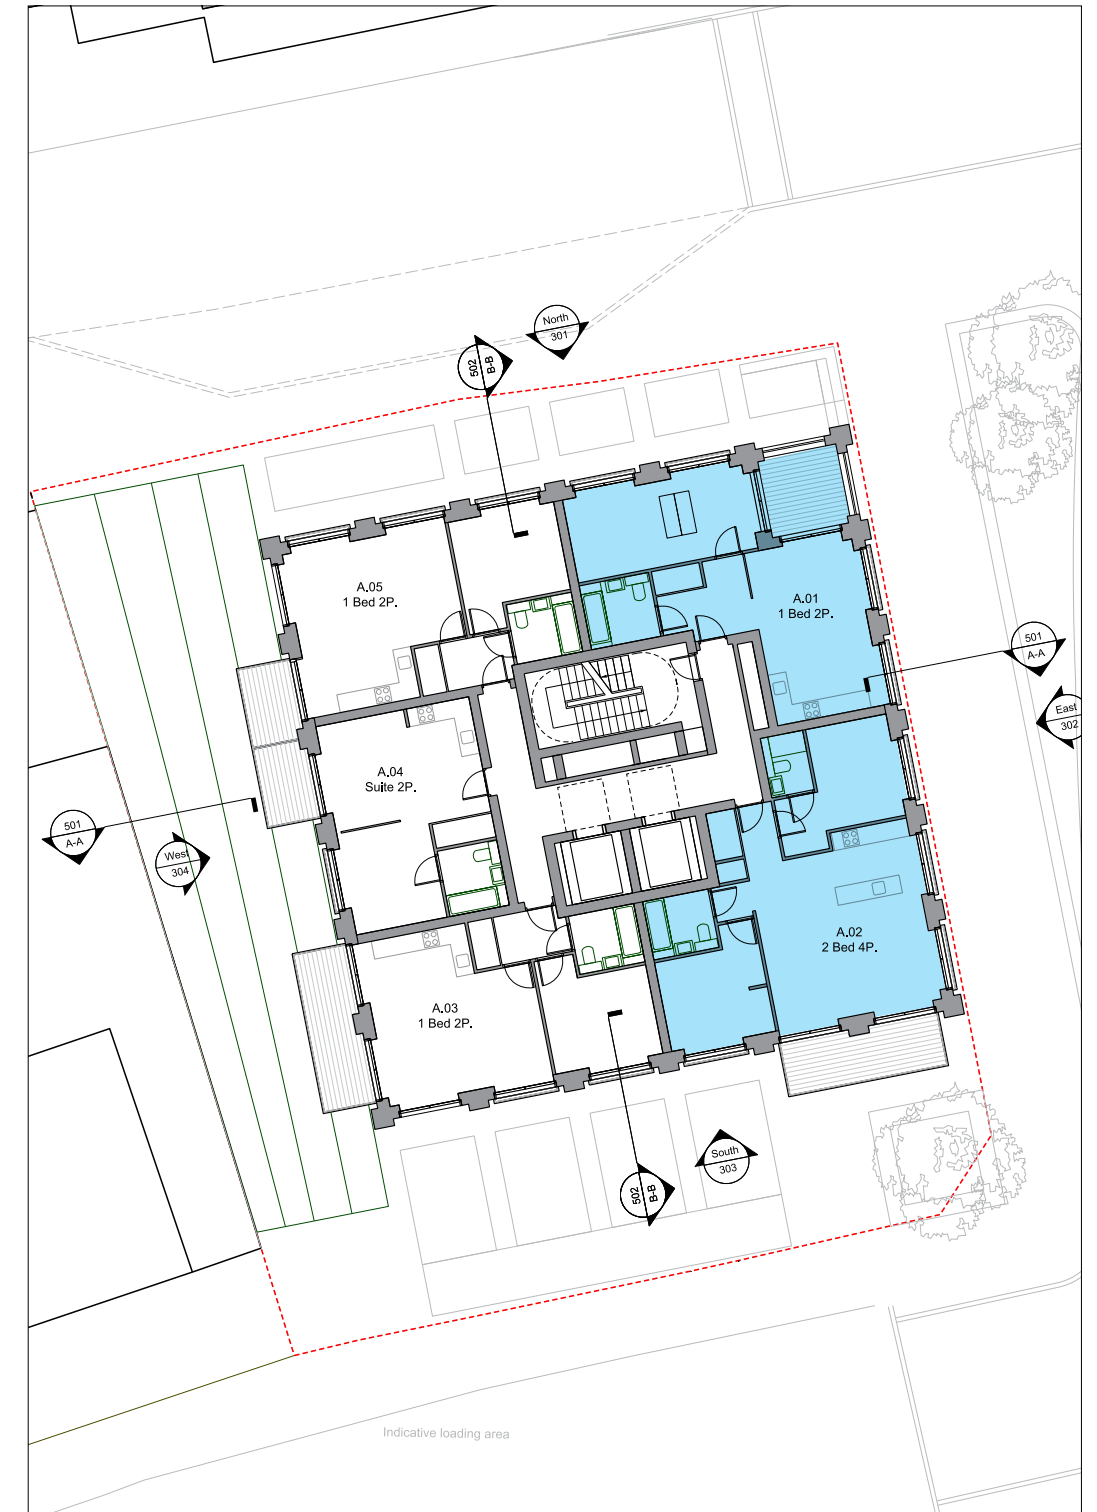 North
301
502
B-B
A.05
1 Bed 2P.
A.01
1 Bed 2P.
501
A-A
East
302
A.04
Suite 2P.
501
A-A
West
304
A.02
2 Bed 4P.
A.03
1 Bed 2P.
South
303
502
B-B
Indicative loading area